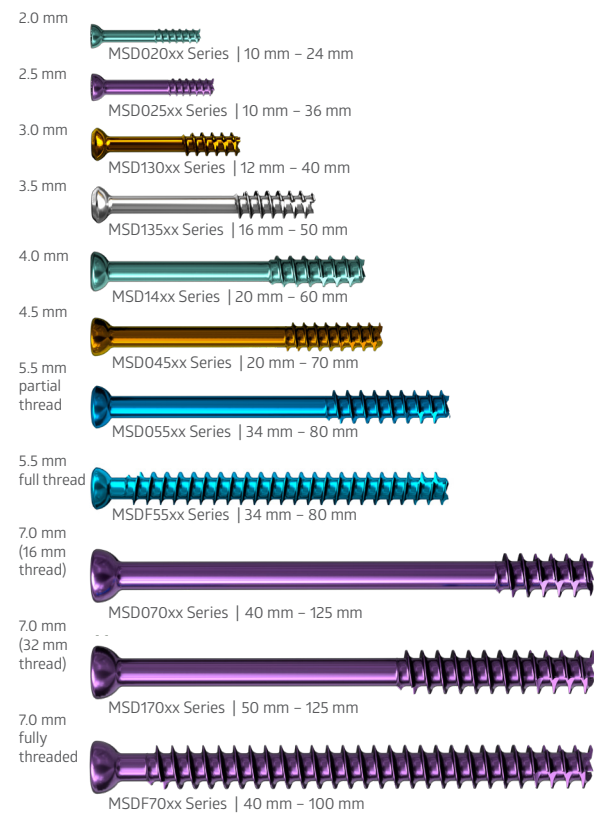 2.0 mm
MSD020xx Series | 10 mm – 24 mm
2.5 mm
MSD025xx Series | 10 mm – 36 mm
3.0 mm
MSD130xx Series | 12 mm – 40 mm
3.5 mm
MSD135xx Series | 16 mm – 50 mm
4.0 mm
MSD14xx Series | 20 mm – 60 mm
4.5 mm
MSD045xx Series | 20 mm – 70 mm
5.5 mm
partial
thread
MSD055xx Series | 34 mm – 80 mm
5.5 mm
full thread
MSDF55xx Series | 34 mm – 80 mm
7.0 mm
(16 mm
thread)
MSD070xx Series | 40 mm – 125 mm
7.0 mm
(32 mm
thread)
MSD170xx Series | 50 mm – 125 mm
7.0 mm
fully
threaded
MSDF70xx Series | 40 mm – 100 mm